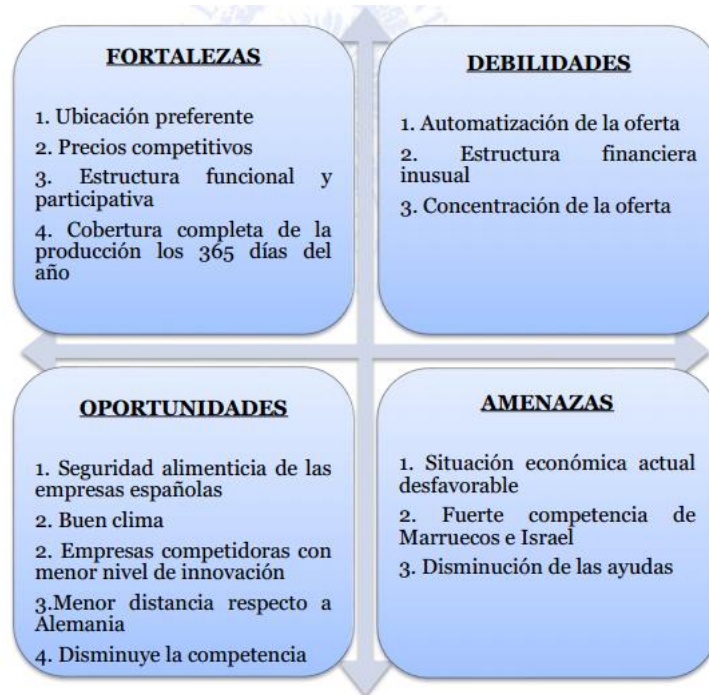 FORTALEZAS
1. Ubicación preferente
2. Precios competitivos
3. Estructura funcional y
participativa
4. Cobertura completa de la
producción los 365 días del
año
DEBILIDADES
1. Automatización de la oferta
2. Estructura financiera
inusual
3. Concentración de la oferta
OPORTUNIDADES
1. Seguridad alimenticia de las
empresas españolas
2. Buen clima
2. Empresas competidoras con
menor nivel de innovación
3.Menor distancia respecto a
Alemania
4. Disminuye la competencia
AMENAZAS
1. Situación económica actual
desfavorable
2. Fuerte competencia de
Marruecos e Israel
3. Disminución de las ayudas